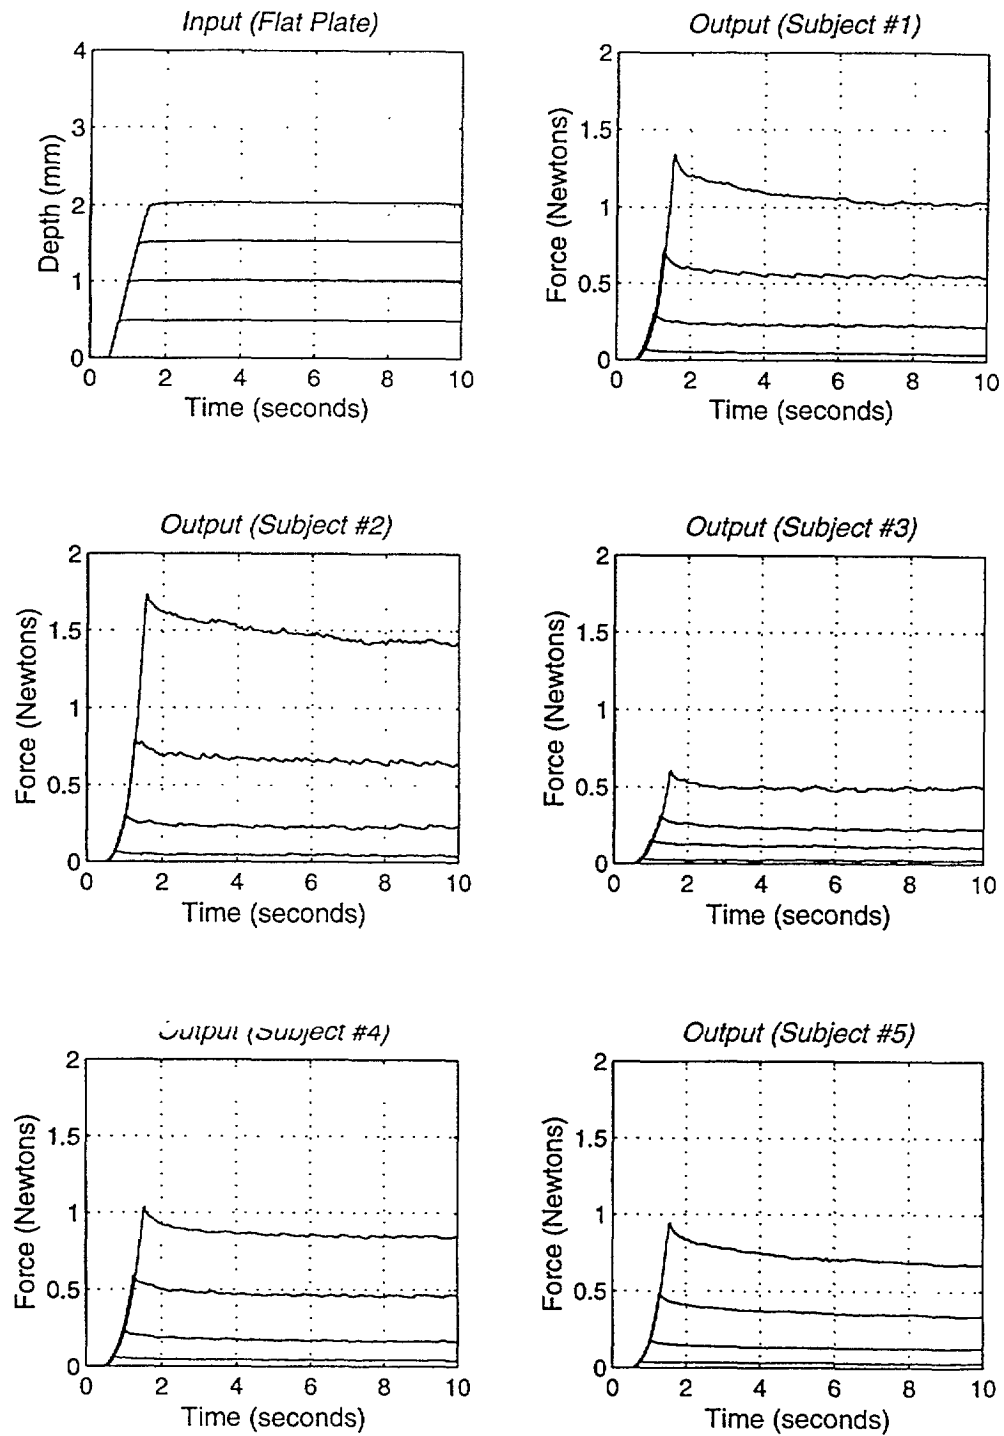 Input (Flat Plate)
4
3
2
1
0
Depth (mm)
0 2 4 6 8 10
Time (seconds)
Output (Subject #1)
2
1.5
1
0.5
0
Force (Newtons)
0 2 4 6 8 10
Time (seconds)
Output (Subject #2)
2
1.5
1
0.5
0
Force (Newtons)
0 2 4 6 8 10
Time (seconds)
Output (Subject #3)
2
1.5
1
0.5
0
Force (Newtons)
0 2 4 6 8 10
Time (seconds)
Output (Subject #4)
2
1.5
1
0.5
0
Force (Newtons)
0 2 4 6 8 10
Time (seconds)
Output (Subject #5)
2
1.5
1
0.5
0
Force (Newtons)
0 2 4 6 8 10
Time (seconds)